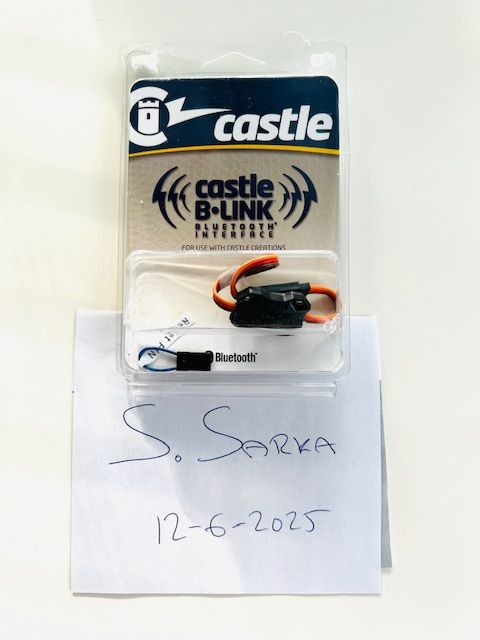 castle
castle
B•LINK
BLUETOOTH®
INTERFACE
FOR USE WITH CASTLE CREATIONS
Bluetooth®
S. SARKA
12-6-2025